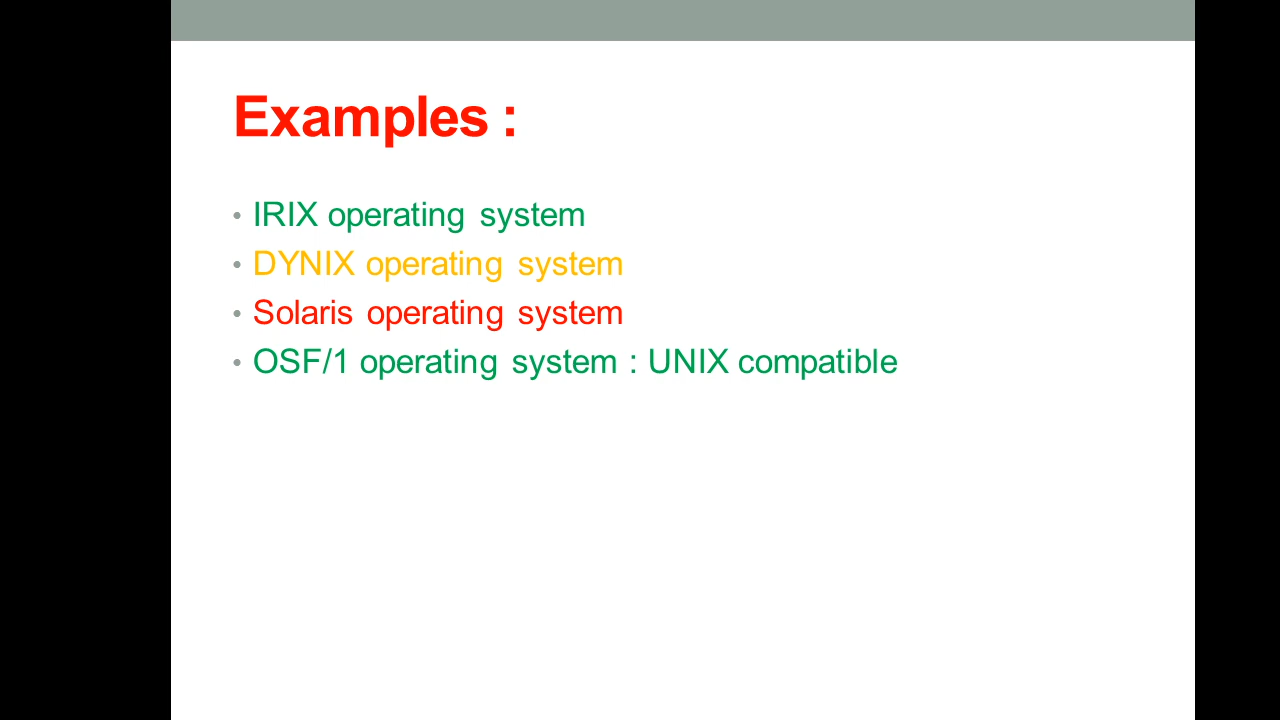 Examples :
• IRIX operating system
• DYNIX operating system
• Solaris operating system
• OSF/1 operating system : UNIX compatible